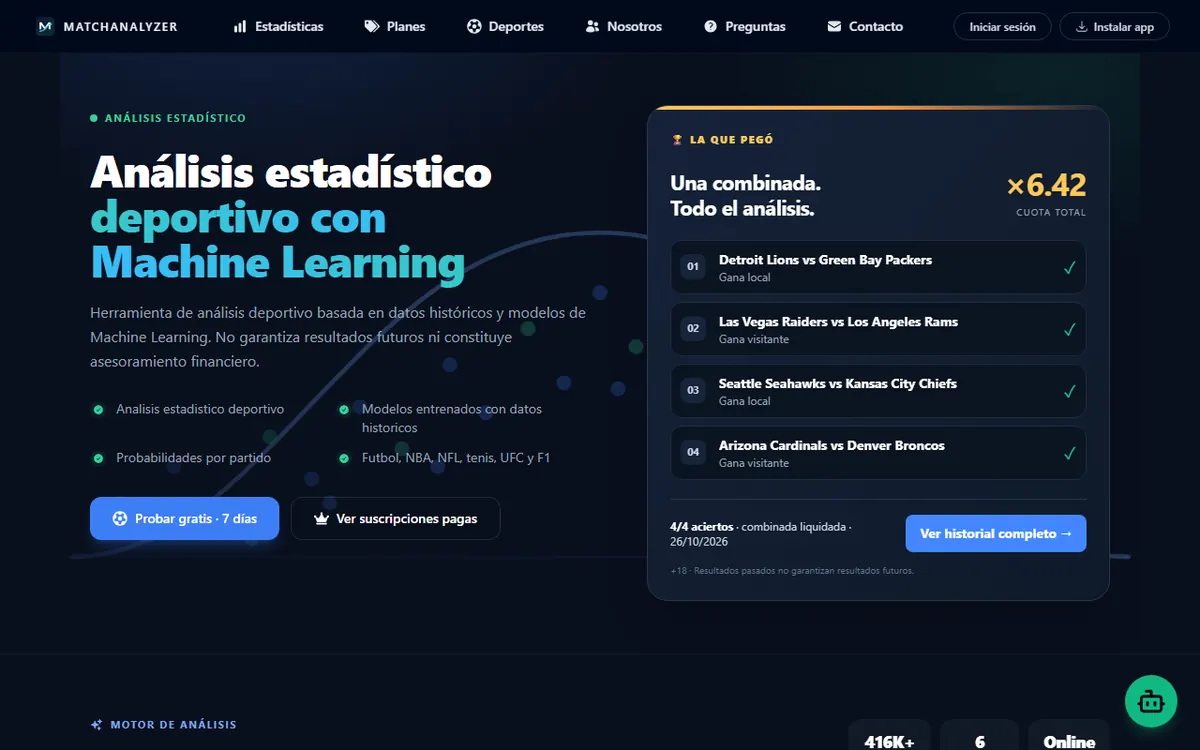 MATCHANALYZER
Estadísticas
Planes
Deportes
Nosotros
Preguntas
Contacto
Iniciar sesión
Instalar app
ANÁLISIS ESTADÍSTICO
Análisis estadístico
deportivo con
Machine Learning
Herramienta de análisis deportivo basada en datos históricos y modelos de
Machine Learning. No garantiza resultados futuros ni constituye
asesoramiento financiero.
Analisis estadistico deportivo
Modelos entrenados con datos
historicos
Probabilidades por partido
Futbol, NBA, NFL, tenis, UFC y F1
Probar gratis · 7 días
Ver suscripciones pagas
LA QUE PEGÓ
Una combinada.
Todo el análisis.
×6.42
CUOTA TOTAL
01
Detroit Lions vs Green Bay Packers
Gana local
02
Las Vegas Raiders vs Los Angeles Rams
Gana visitante
03
Seattle Seahawks vs Kansas City Chiefs
Gana local
04
Arizona Cardinals vs Denver Broncos
Gana visitante
4/4 aciertos · combinada liquidada ·
26/10/2026
Ver historial completo →
+18 · Resultados pasados no garantizan resultados futuros.
MOTOR DE ANÁLISIS
416K+
6
Online